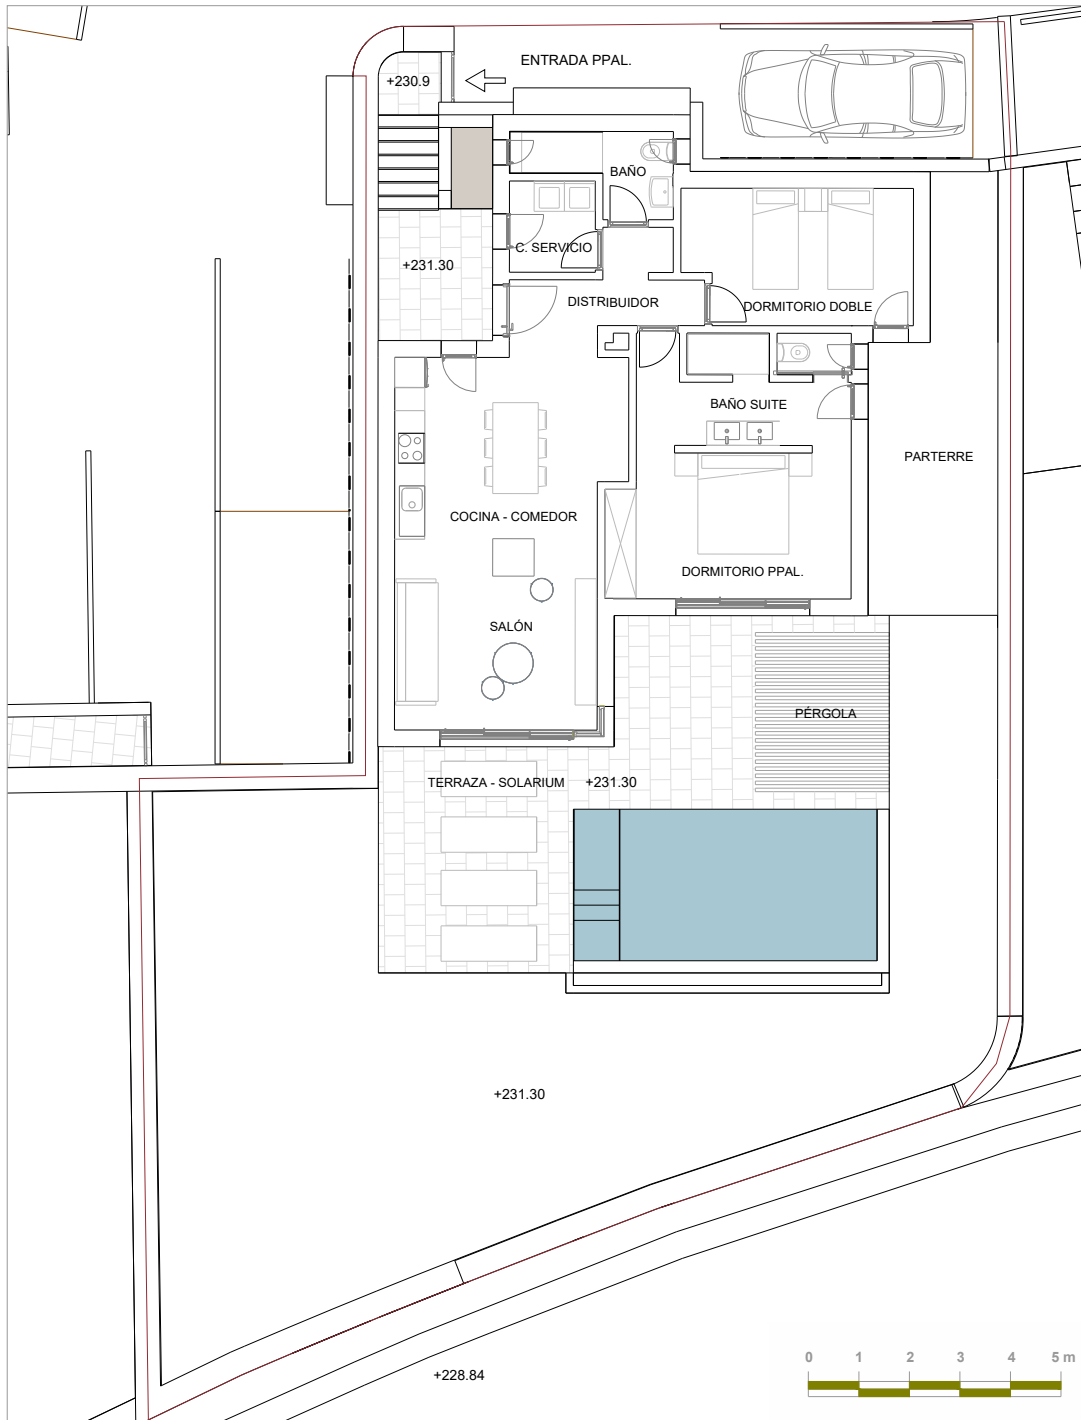 ENTRADA PPAL.
+230.9
BAÑO
C. SERVICIO
+231.30
DISTRIBUIDOR
DORMITORIO DOBLE
BAÑO SUITE
PARTERRE
COCINA - COMEDOR
DORMITORIO PPAL.
SALÓN
PÉRGOLA
TERRAZA - SOLARIUM +231.30
+231.30
+228.84
0 1 2 3 4 5 m